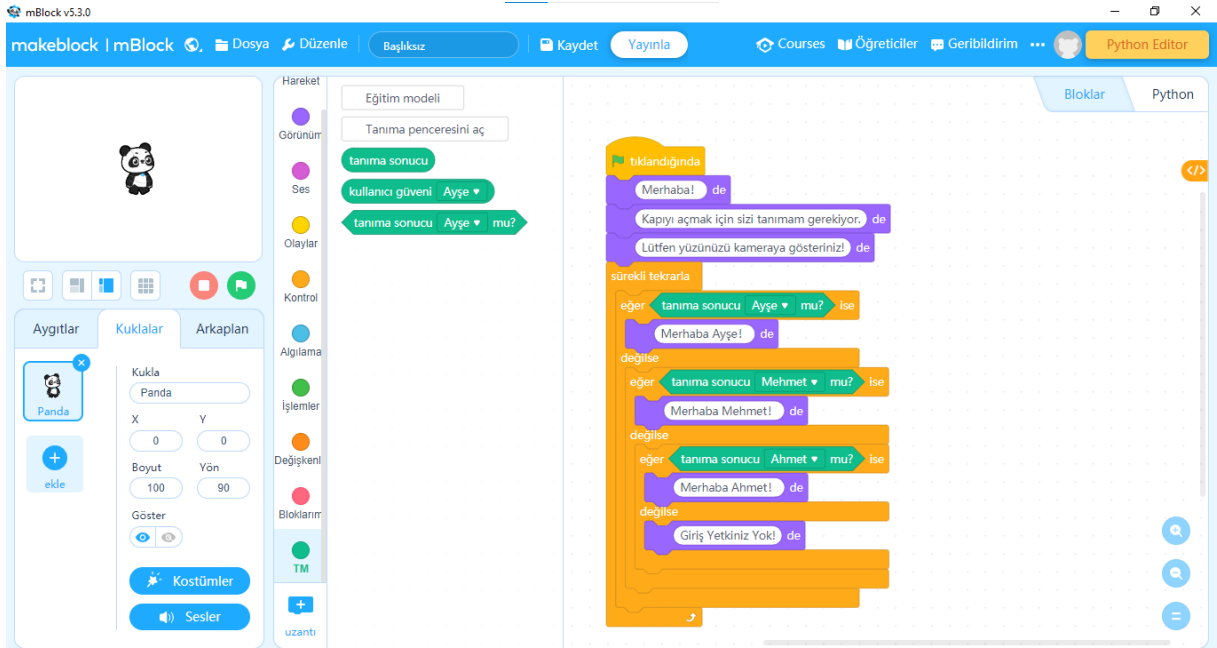 mBlock v5.3.0
makeblock | mBlock Dosya Düzenle Başlıksız Kaydet Yayınla Courses Öğreticiler Geribildirim Python Editor
Hareket
Görünüm
Ses
Olaylar
Kontrol
Algılama
İşlemler
Değişkenl
Bloklarım
TM
uzantı
Eğitim modeli
Tanıma penceresini aç
tanıma sonucu
kullanıcı güveni Ayşe
tanıma sonucu Ayşe mu?
Bloklar Python
tıklandığında
Merhaba! de
Kapıyı açmak için sizi tanımam gerekiyor. de
Lütfen yüzünüzü kameraya gösteriniz! de
sürekli tekrarla
eğer tanıma sonucu Ayşe mu? ise
Merhaba Ayşe! de
değilse
eğer tanıma sonucu Mehmet mu? ise
Merhaba Mehmet! de
değilse
eğer tanıma sonucu Ahmet mu? ise
Merhaba Ahmet! de
değilse
Giriş Yetkiniz Yok! de
Aygıtlar Kuklalar Arkaplan
Panda
ekle
Kukla
Panda
X Y
0 0
Boyut Yön
100 90
Göster
Kostümler
Sesler